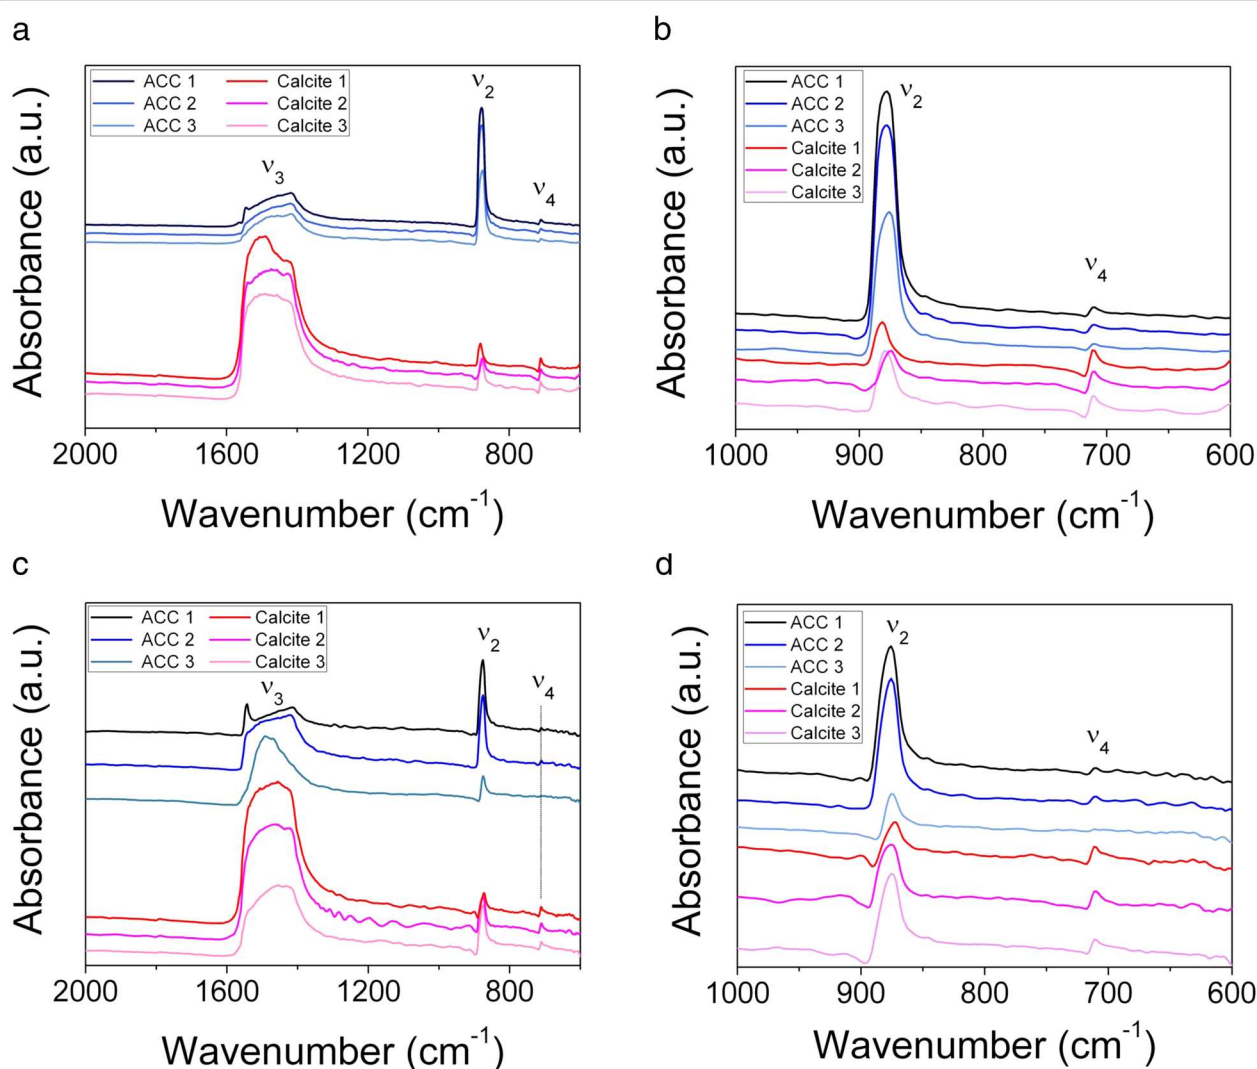 a
ACC 1
ACC 2
ACC 3
Calcite 1
Calcite 2
Calcite 3
ν2
ν3
ν4
Absorbance (a.u.)
2000 1600 1200 800
Wavenumber (cm-1)
b
ACC 1
ACC 2
ACC 3
Calcite 1
Calcite 2
Calcite 3
ν2
ν4
Absorbance (a.u.)
1000 900 800 700 600
Wavenumber (cm-1)
c
ACC 1
ACC 2
ACC 3
Calcite 1
Calcite 2
Calcite 3
ν2
ν3
ν4
Absorbance (a.u.)
2000 1600 1200 800
Wavenumber (cm-1)
d
ACC 1
ACC 2
ACC 3
Calcite 1
Calcite 2
Calcite 3
ν2
ν4
Absorbance (a.u.)
1000 900 800 700 600
Wavenumber (cm-1)